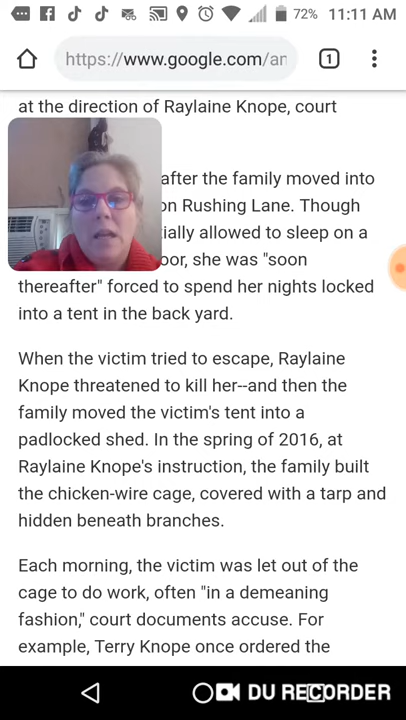 72% 11:11 AM
https://www.google.com/an
1
at the direction of Raylaine Knope, court
after the family moved into
on Rushing Lane. Though
tially allowed to sleep on a
oor, she was "soon
thereafter" forced to spend her nights locked
into a tent in the back yard.
When the victim tried to escape, Raylaine
Knope threatened to kill her--and then the
family moved the victim's tent into a
padlocked shed. In the spring of 2016, at
Raylaine Knope's instruction, the family built
the chicken-wire cage, covered with a tarp and
hidden beneath branches.
Each morning, the victim was let out of the
cage to do work, often "in a demeaning
fashion," court documents accuse. For
example, Terry Knope once ordered the
DU RECORDER